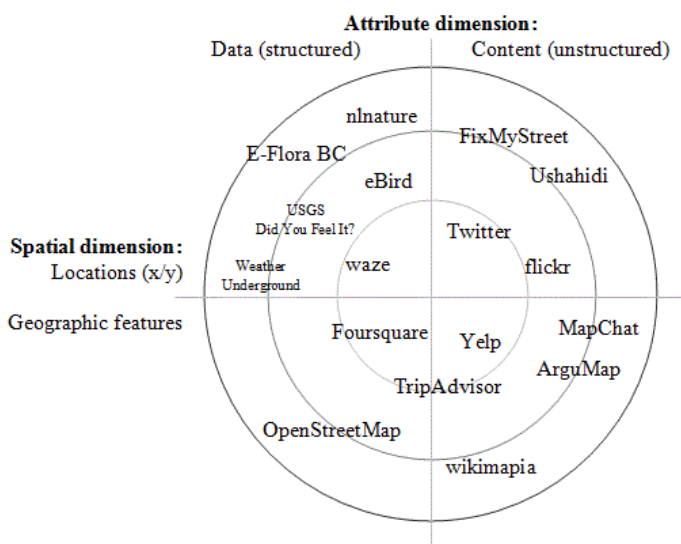 Attribute dimension:
Data (structured)
Content (unstructured)
nlnature
FixMyStreet
E-Flora BC
eBird
Ushahidi
USGS
Did You Feel It?
Twitter
Spatial dimension:
Locations (x/y)
Weather
Underground
waze
flickr
Geographic features
Foursquare
Yelp
MapChat
ArguMap
TripAdvisor
OpenStreetMap
wikimapia